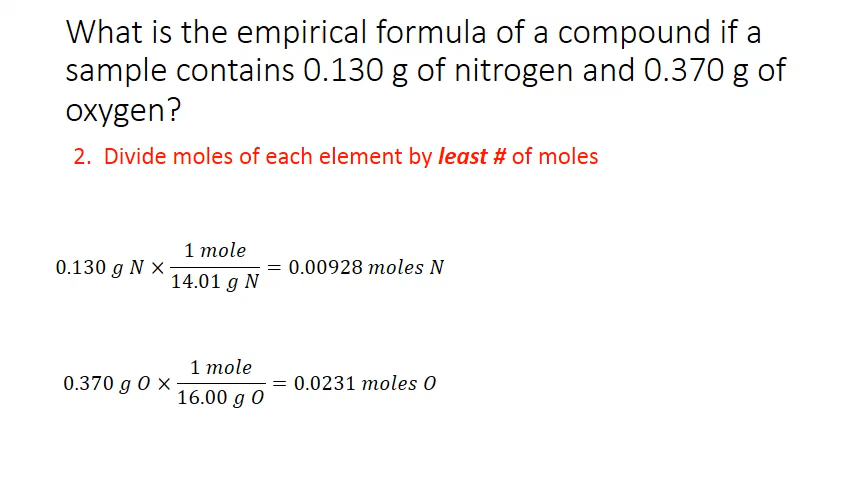 What is the empirical formula of a compound if a
sample contains 0.130 g of nitrogen and 0.370 g of
oxygen?
2. Divide moles of each element by least # of moles
0.130 g N × 1 mole / 14.01 g N = 0.00928 moles N
0.370 g O × 1 mole / 16.00 g O = 0.0231 moles O